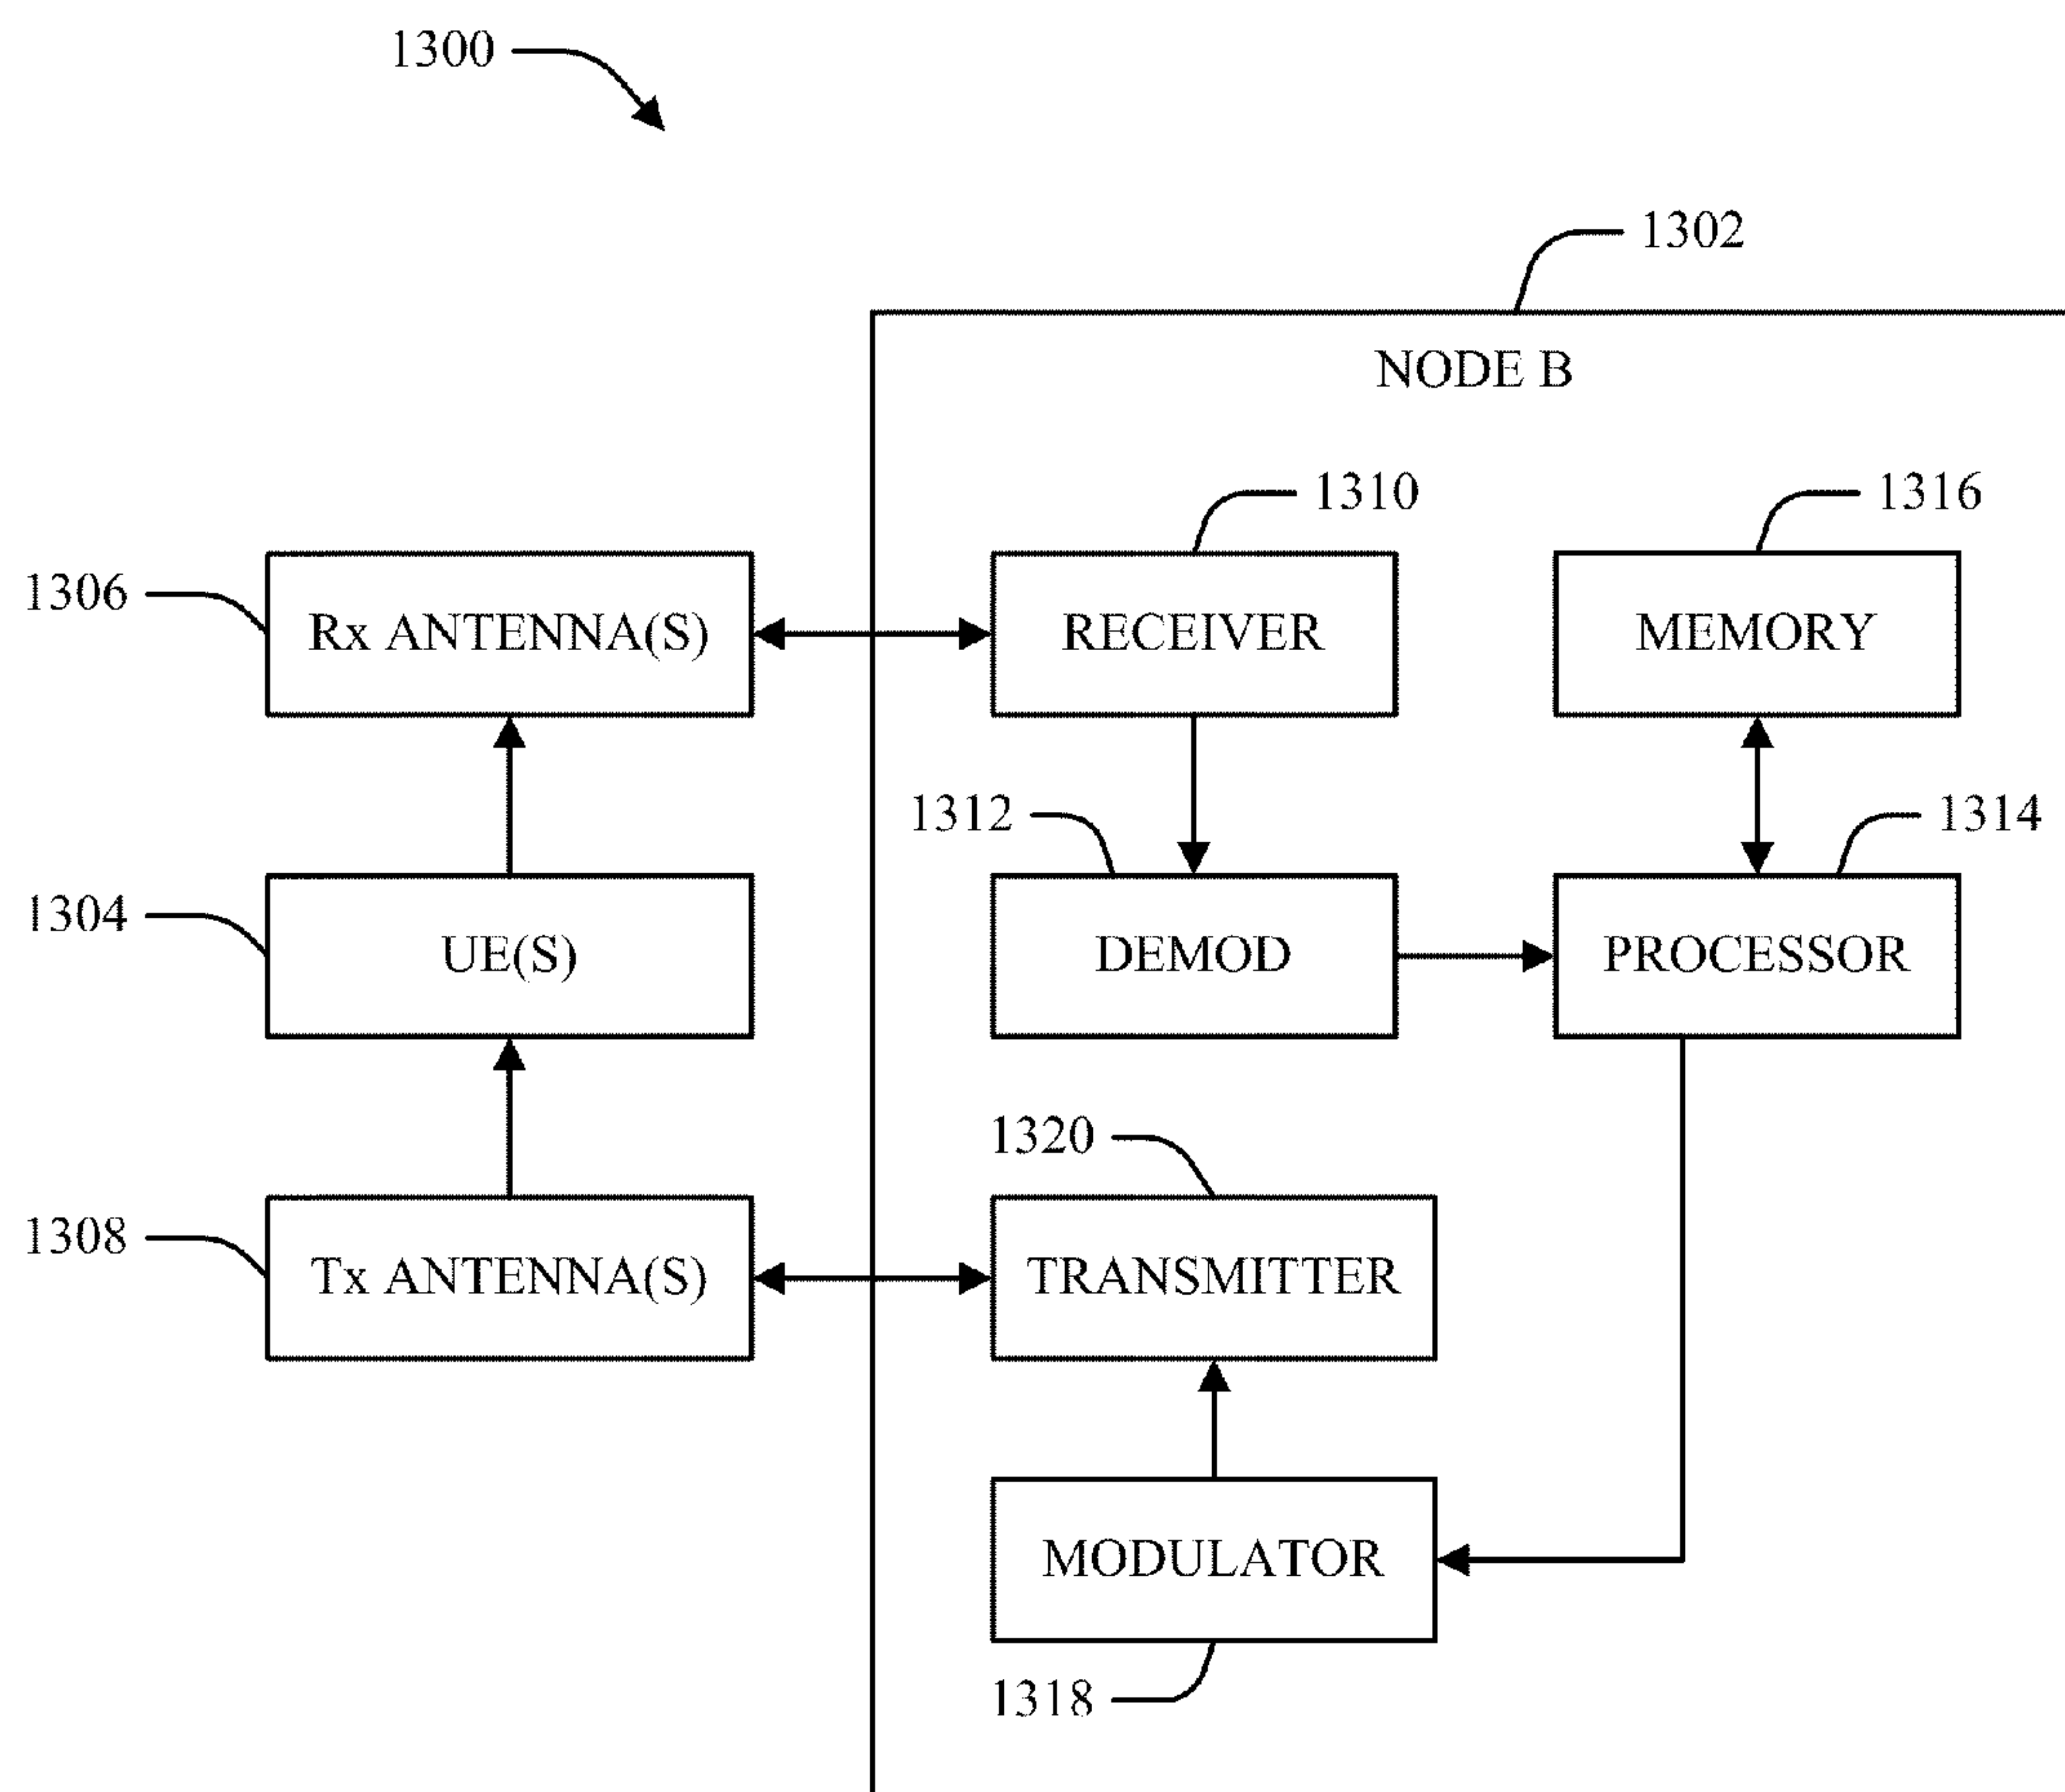 1300
1302
NODE B
1310
1316
1306
Rx ANTENNA(S)
RECEIVER
MEMORY
1312
1314
1304
UE(S)
DEMOD
PROCESSOR
1320
1308
Tx ANTENNA(S)
TRANSMITTER
MODULATOR
1318